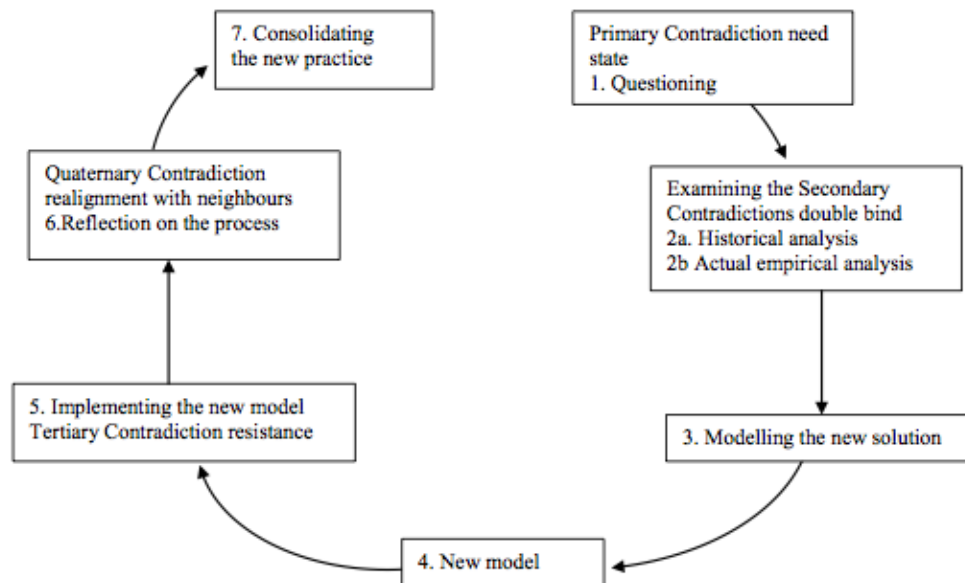 Primary Contradiction need
state
1. Questioning
Examining the Secondary
Contradictions double bind
2a. Historical analysis
2b Actual empirical analysis
3. Modelling the new solution
4. New model
5. Implementing the new model
Tertiary Contradiction resistance
Quaternary Contradiction
realignment with neighbours
6.Reflection on the process
7. Consolidating
the new practice